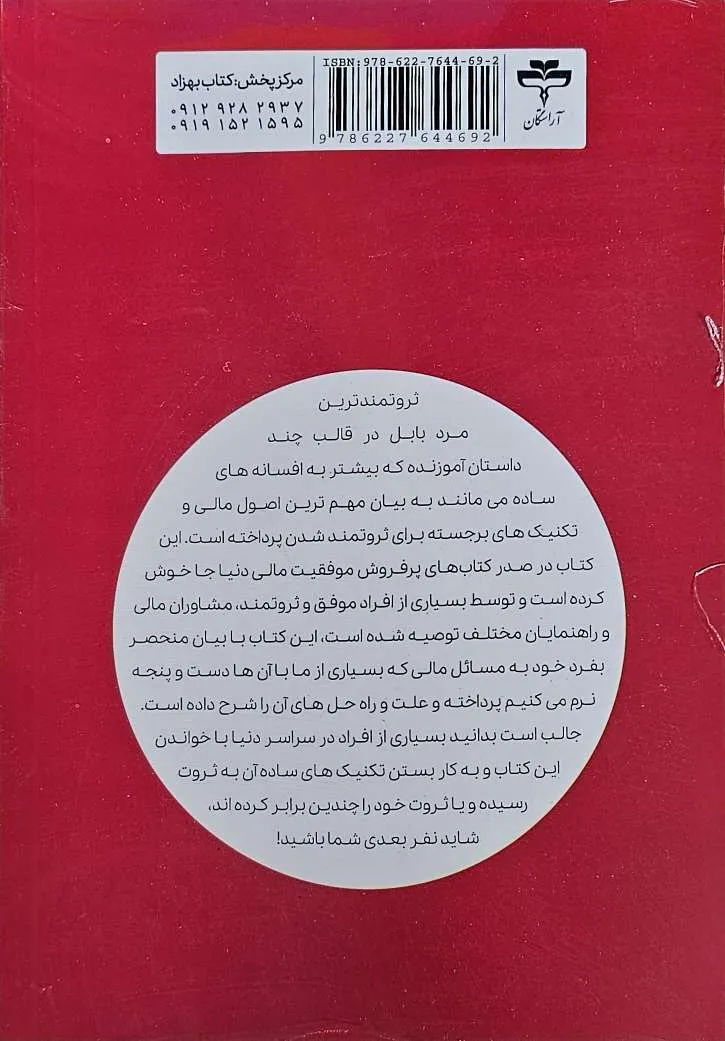 مرکز پخش: کتاب بهزاد
۰۹۱۲ ۹۲۸ ۲۹۳۷
۰۹۱۹ ۱۵۲ ۱۵۹۵
ISBN: 978-622-7644-69-2
9 786227 644692
آراستگان
ثروتمندترین
مرد بابل در قالب چند
داستان آموزنده که بیشتر به افسانه های
ساده می مانند به بیان مهم ترین اصول مالی و
تکنیک های برجسته برای ثروتمند شدن پرداخته است. این
کتاب در صدر کتاب‌های پرفروش موفقیت مالی دنیا جا خوش
کرده است و توسط بسیاری از افراد موفق و ثروتمند، مشاوران مالی
و راهنمایان مختلف توصیه شده است، این کتاب با بیان منحصر
بفرد خود به مسائل مالی که بسیاری از ما با آن ها دست و پنجه
نرم می کنیم پرداخته و علت و راه حل های آن را شرح داده است.
جالب است بدانید بسیاری از افراد در سراسر دنیا با خواندن
این کتاب و به کار بستن تکنیک های ساده آن به ثروت
رسیده و یا ثروت خود را چندین برابر کرده اند،
شاید نفر بعدی شما باشید!